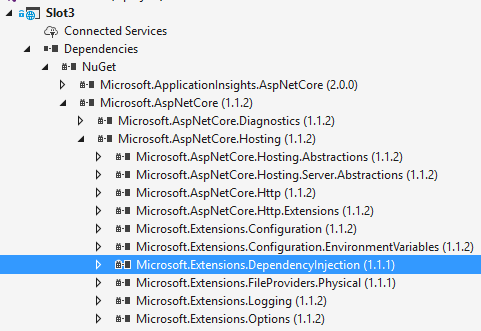 Slot3
Connected Services
Dependencies
NuGet
Microsoft.ApplicationInsights.AspNetCore (2.0.0)
Microsoft.AspNetCore (1.1.2)
Microsoft.AspNetCore.Diagnostics (1.1.2)
Microsoft.AspNetCore.Hosting (1.1.2)
Microsoft.AspNetCore.Hosting.Abstractions (1.1.2)
Microsoft.AspNetCore.Hosting.Server.Abstractions (1.1.2)
Microsoft.AspNetCore.Http (1.1.2)
Microsoft.AspNetCore.Http.Extensions (1.1.2)
Microsoft.Extensions.Configuration (1.1.2)
Microsoft.Extensions.Configuration.EnvironmentVariables (1.1.2)
Microsoft.Extensions.DependencyInjection (1.1.1)
Microsoft.Extensions.FileProviders.Physical (1.1.1)
Microsoft.Extensions.Logging (1.1.2)
Microsoft.Extensions.Options (1.1.2)